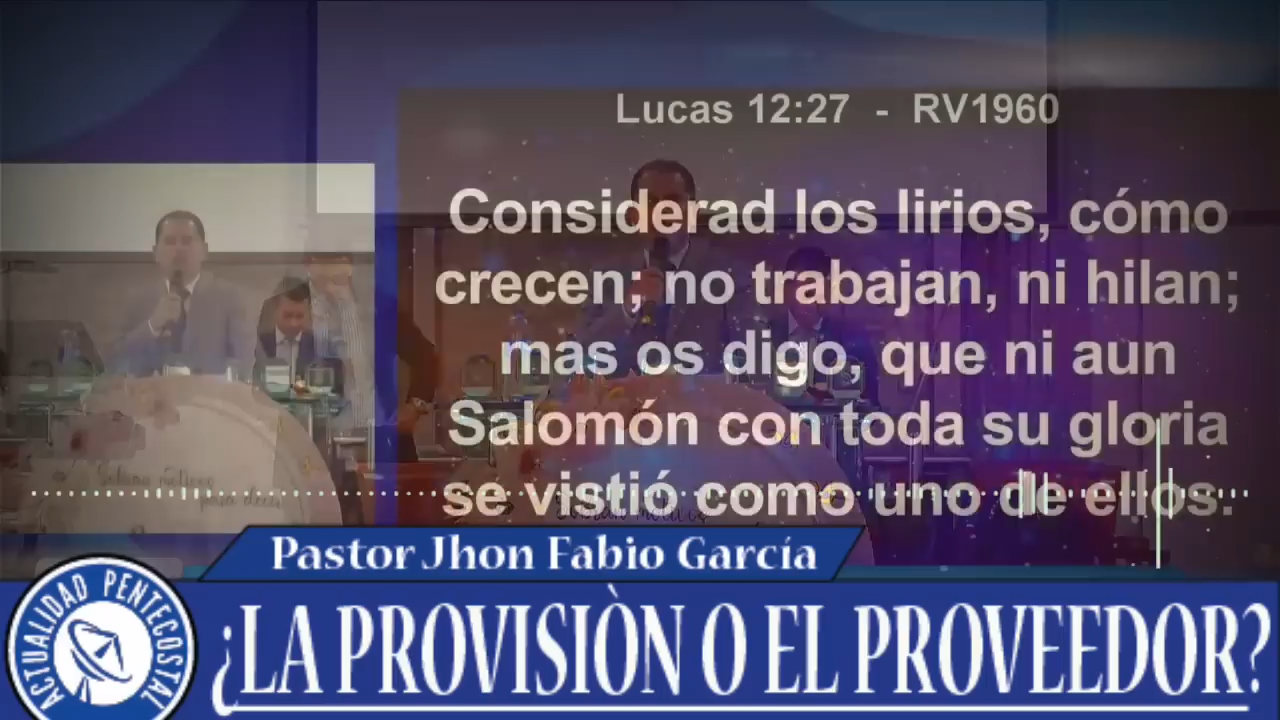 Lucas 12:27 - RV1960
Considerad los lirios, cómo
crecen; no trabajan, ni hilan;
mas os digo, que ni aun
Salomón con toda su gloria
se vistió como uno de ellos.
Pastor Jhon Fabio García
¿LA PROVISIÒN O EL PROVEEDOR?
ACTUALIDAD PENTECOSTAL